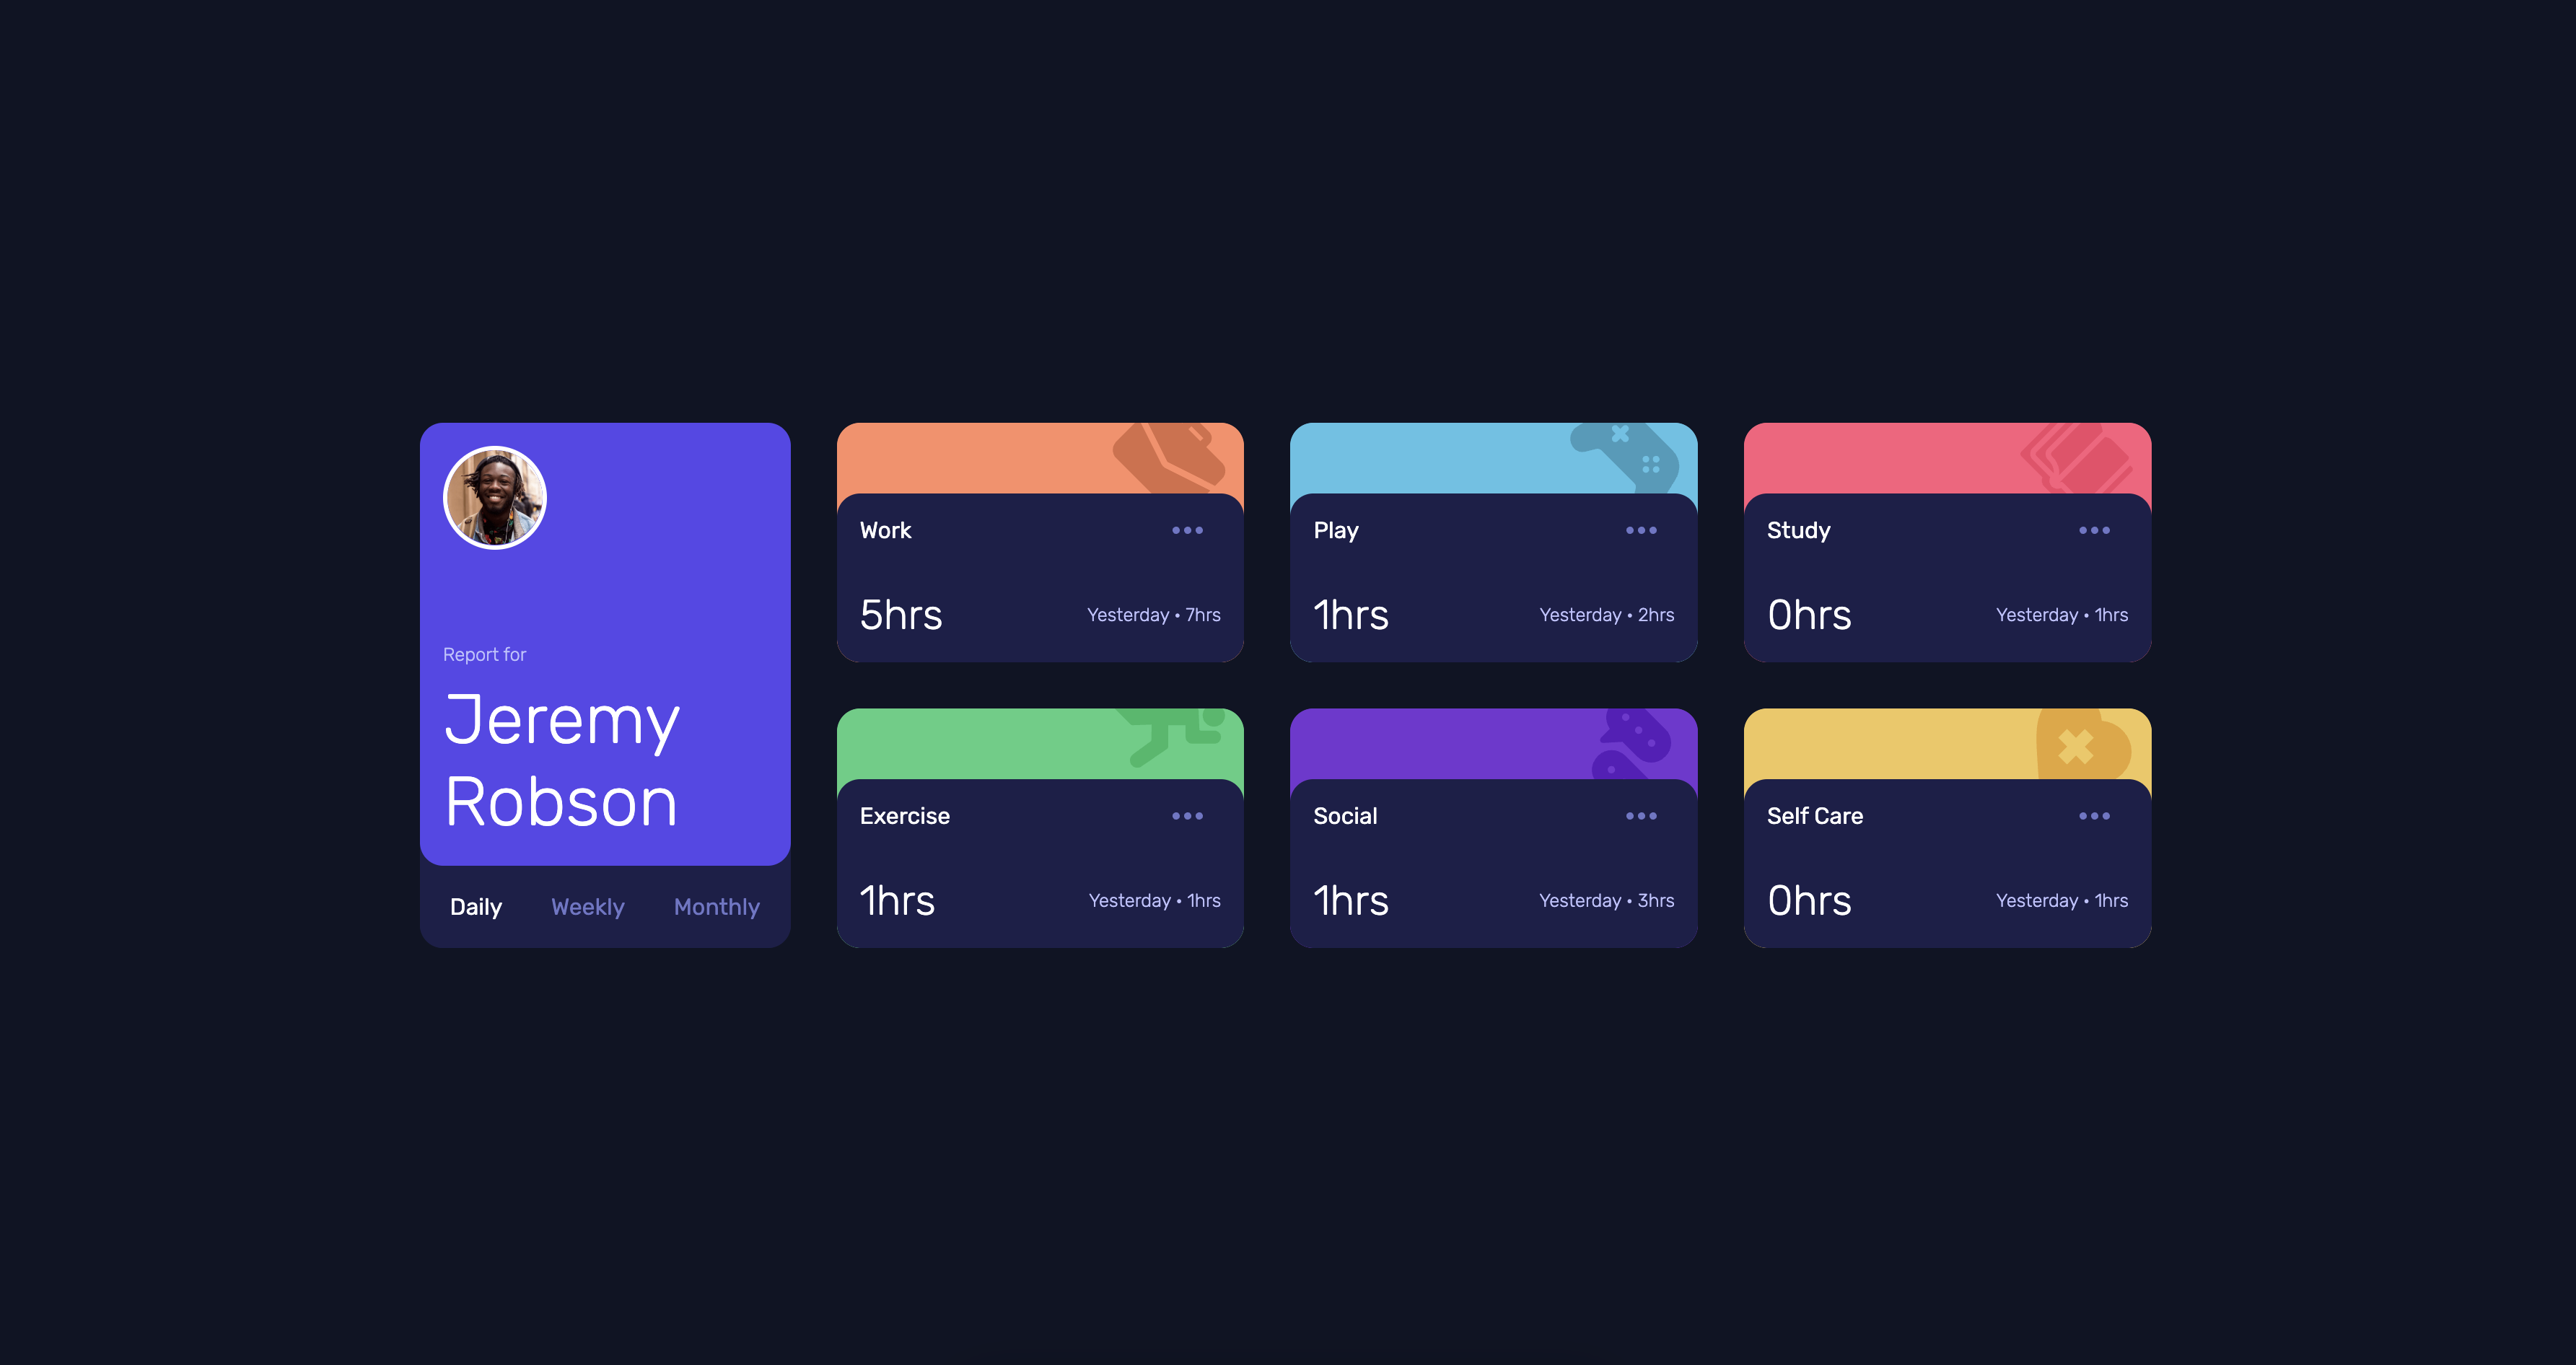 Report for
Jeremy
Robson
Daily Weekly Monthly
Work
5hrs Yesterday • 7hrs
Play
1hrs Yesterday • 2hrs
Study
0hrs Yesterday • 1hrs
Exercise
1hrs Yesterday • 1hrs
Social
1hrs Yesterday • 3hrs
Self Care
0hrs Yesterday • 1hrs